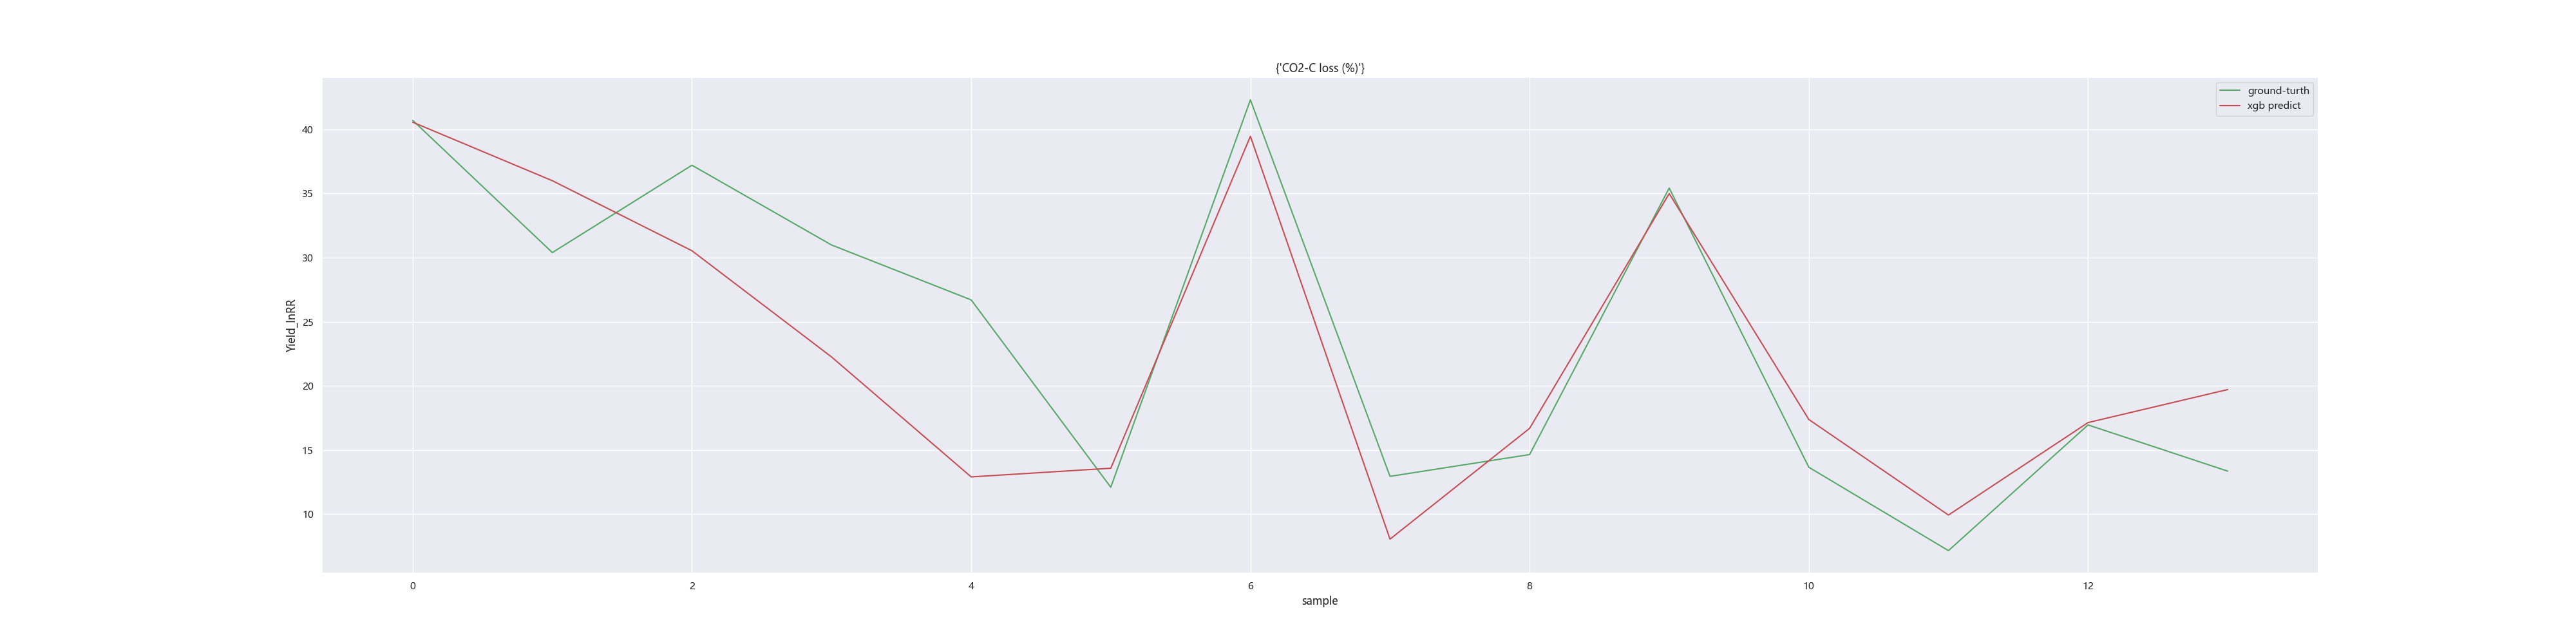 {'CO2-C loss (%)'}
ground-turth
xgb predict
Yield_lnRR
40
35
30
25
20
15
10
0 2 4 6 8 10 12
sample